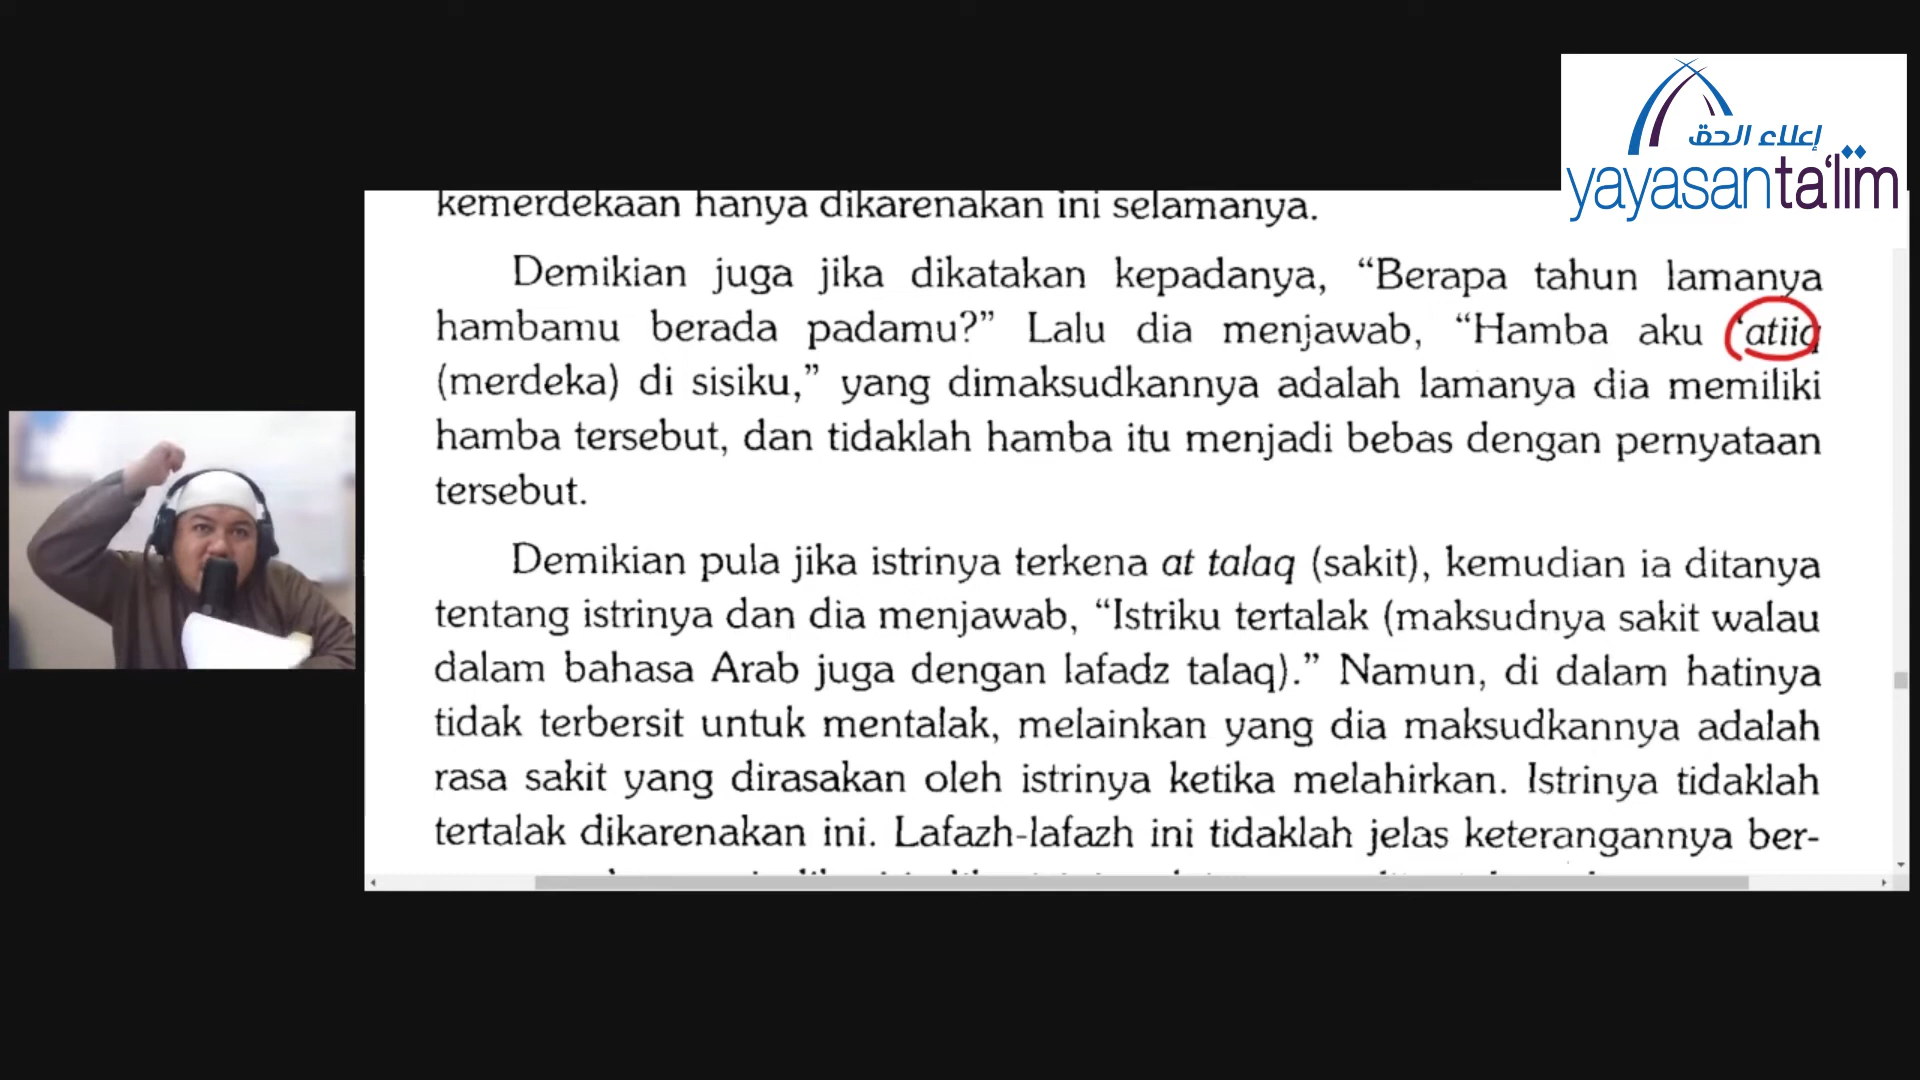 إعلاء الحق
yayasanta'lim
kemerdekaan hanya dikarenakan ini selamanya.
Demikian juga jika dikatakan kepadanya, “Berapa tahun lamanya
hambamu berada padamu?” Lalu dia menjawab, “Hamba aku ‘atiiq
(merdeka) di sisiku,” yang dimaksudkannya adalah lamanya dia memiliki
hamba tersebut, dan tidaklah hamba itu menjadi bebas dengan pernyataan
tersebut.
Demikian pula jika istrinya terkena at talaq (sakit), kemudian ia ditanya
tentang istrinya dan dia menjawab, “Istriku tertalak (maksudnya sakit walau
dalam bahasa Arab juga dengan lafadz talaq).” Namun, di dalam hatinya
tidak terbersit untuk mentalak, melainkan yang dia maksudkannya adalah
rasa sakit yang dirasakan oleh istrinya ketika melahirkan. Istrinya tidaklah
tertalak dikarenakan ini. Lafazh-lafazh ini tidaklah jelas keterangannya ber-